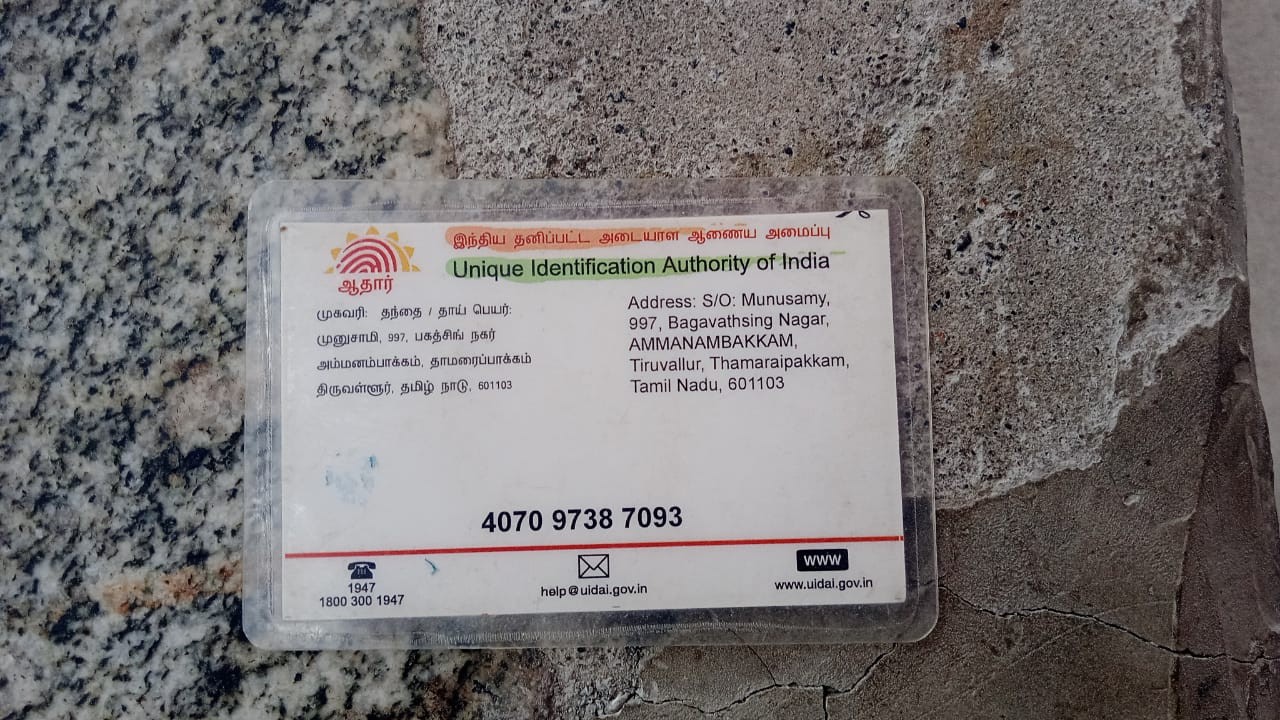 இந்திய தனிப்பட்ட அடையாள ஆணைய அமைப்பு
Unique Identification Authority of India
ஆதார்
முகவரி: தந்தை / தாய் பெயர்:
முனுசாமி, 997, பகத்சிங் நகர்
அம்மனம்பாக்கம், தாமரைப்பாக்கம்
திருவள்ளூர், தமிழ் நாடு, 601103
Address: S/O: Munusamy,
997, Bagavathsing Nagar,
AMMANAMBAKKAM,
Tiruvallur, Thamaraipakkam,
Tamil Nadu, 601103
4070 9738 7093
1947
1800 300 1947
help@uidai.gov.in
WWW
www.uidai.gov.in